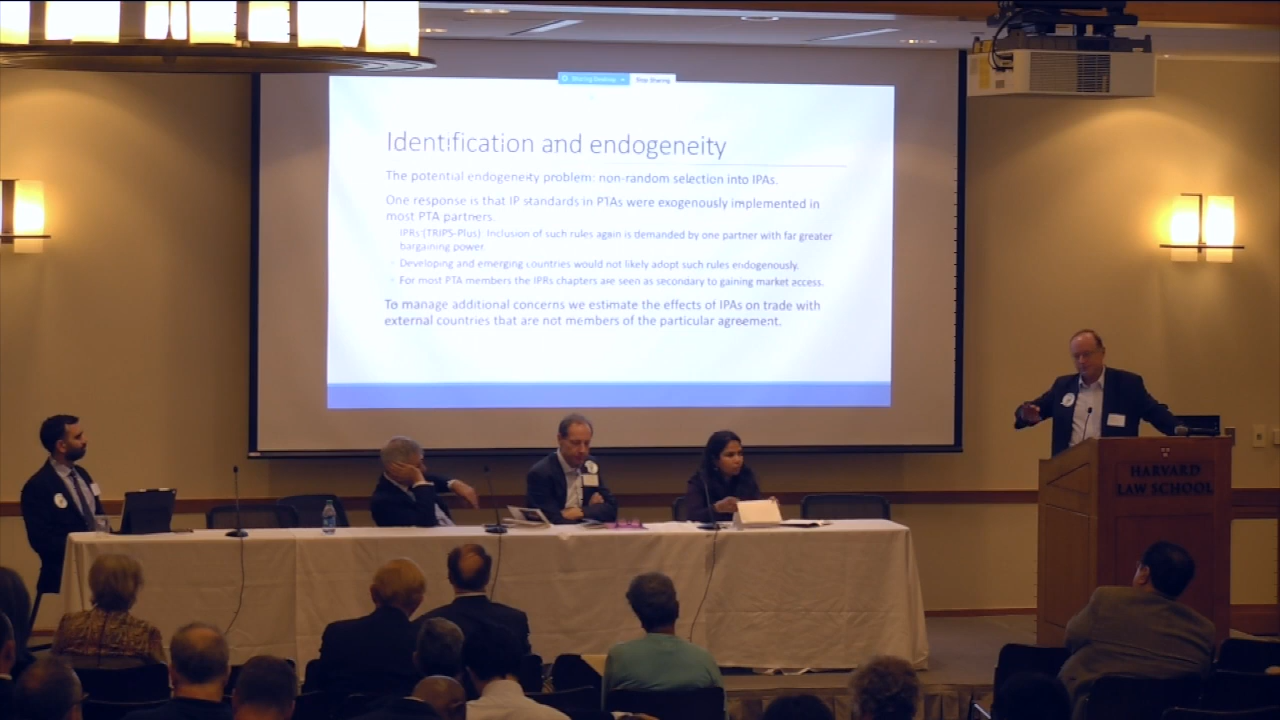 Sharing Desktop Stop Sharing
Identification and endogeneity
The potential endogeneity problem: non-random selection into IPAs.
One response is that IP standards in PTAs were exogenously implemented in
most PTA partners.
IPRs (TRIPS-Plus): Inclusion of such rules again is demanded by one partner with far greater
bargaining power.
Developing and emerging countries would not likely adopt such rules endogenously.
For most PTA members the IPRs chapters are seen as secondary to gaining market access.
To manage additional concerns we estimate the effects of IPAs on trade with
external countries that are not members of the particular agreement.
HARVARD
LAW SCHOOL